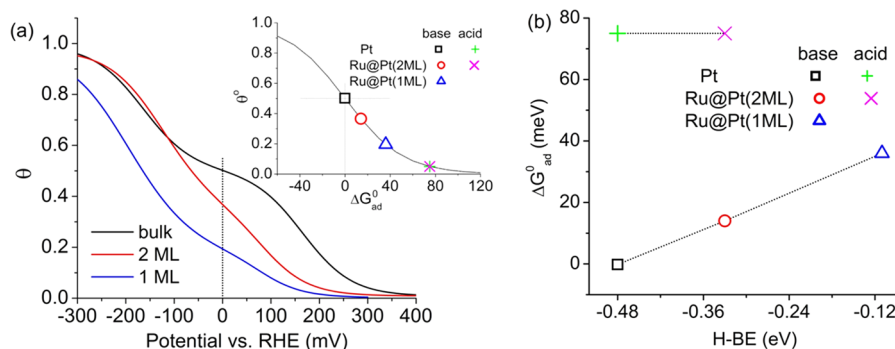 (a)
θ
1.0
0.8
0.6
0.4
0.2
0.0
bulk
2 ML
1 ML
-300 -200 -100 0 100 200 300 400
Potential vs. RHE (mV)
θ°
1.0
0.8
0.6
0.4
0.2
0.0
base acid
Pt
Ru@Pt(2ML)
Ru@Pt(1ML)
-40 0 40 80 120
ΔG⁰ad
(b)
ΔG⁰ad (meV)
80
60
40
20
0
base acid
Pt
Ru@Pt(2ML)
Ru@Pt(1ML)
-0.48 -0.36 -0.24 -0.12
H-BE (eV)